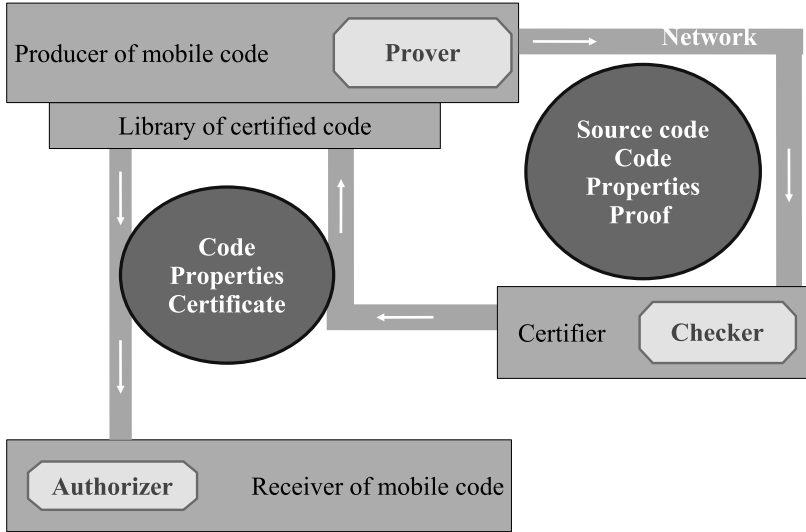 Producer of mobile code
Prover
Network
Library of certified code
Source code
Code
Properties
Proof
Code
Properties
Certificate
Certifier
Checker
Authorizer
Receiver of mobile code